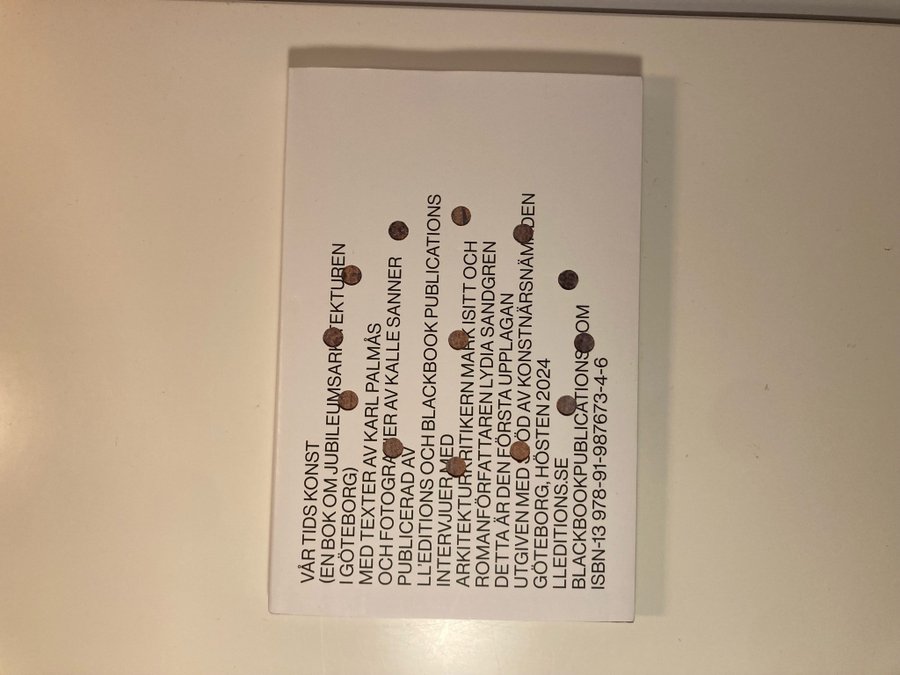 VÅR TIDS KONST
(EN BOK OM JUBILEUMSARKITEKTUREN
I GÖTEBORG)
MED TEXTER AV KARL PALMÅS
OCH FOTOGRAFIER AV KALLE SANNER
PUBLICERAD AV
LL'EDITIONS OCH BLACKBOOK PUBLICATIONS
INTERVJUER MED
ARKITEKTURKRITIKERN MARK ISITT OCH
ROMANFÖRFATTAREN LYDIA SANDGREN
DETTA ÄR DEN FÖRSTA UPPLAGAN
UTGIVEN MED STÖD AV KONSTNÄRSNÄMNDEN
GÖTEBORG, HÖSTEN 2024
LLEDITIONS.SE
BLACKBOOKPUBLICATIONS.COM
ISBN-13 978-91-987673-4-6